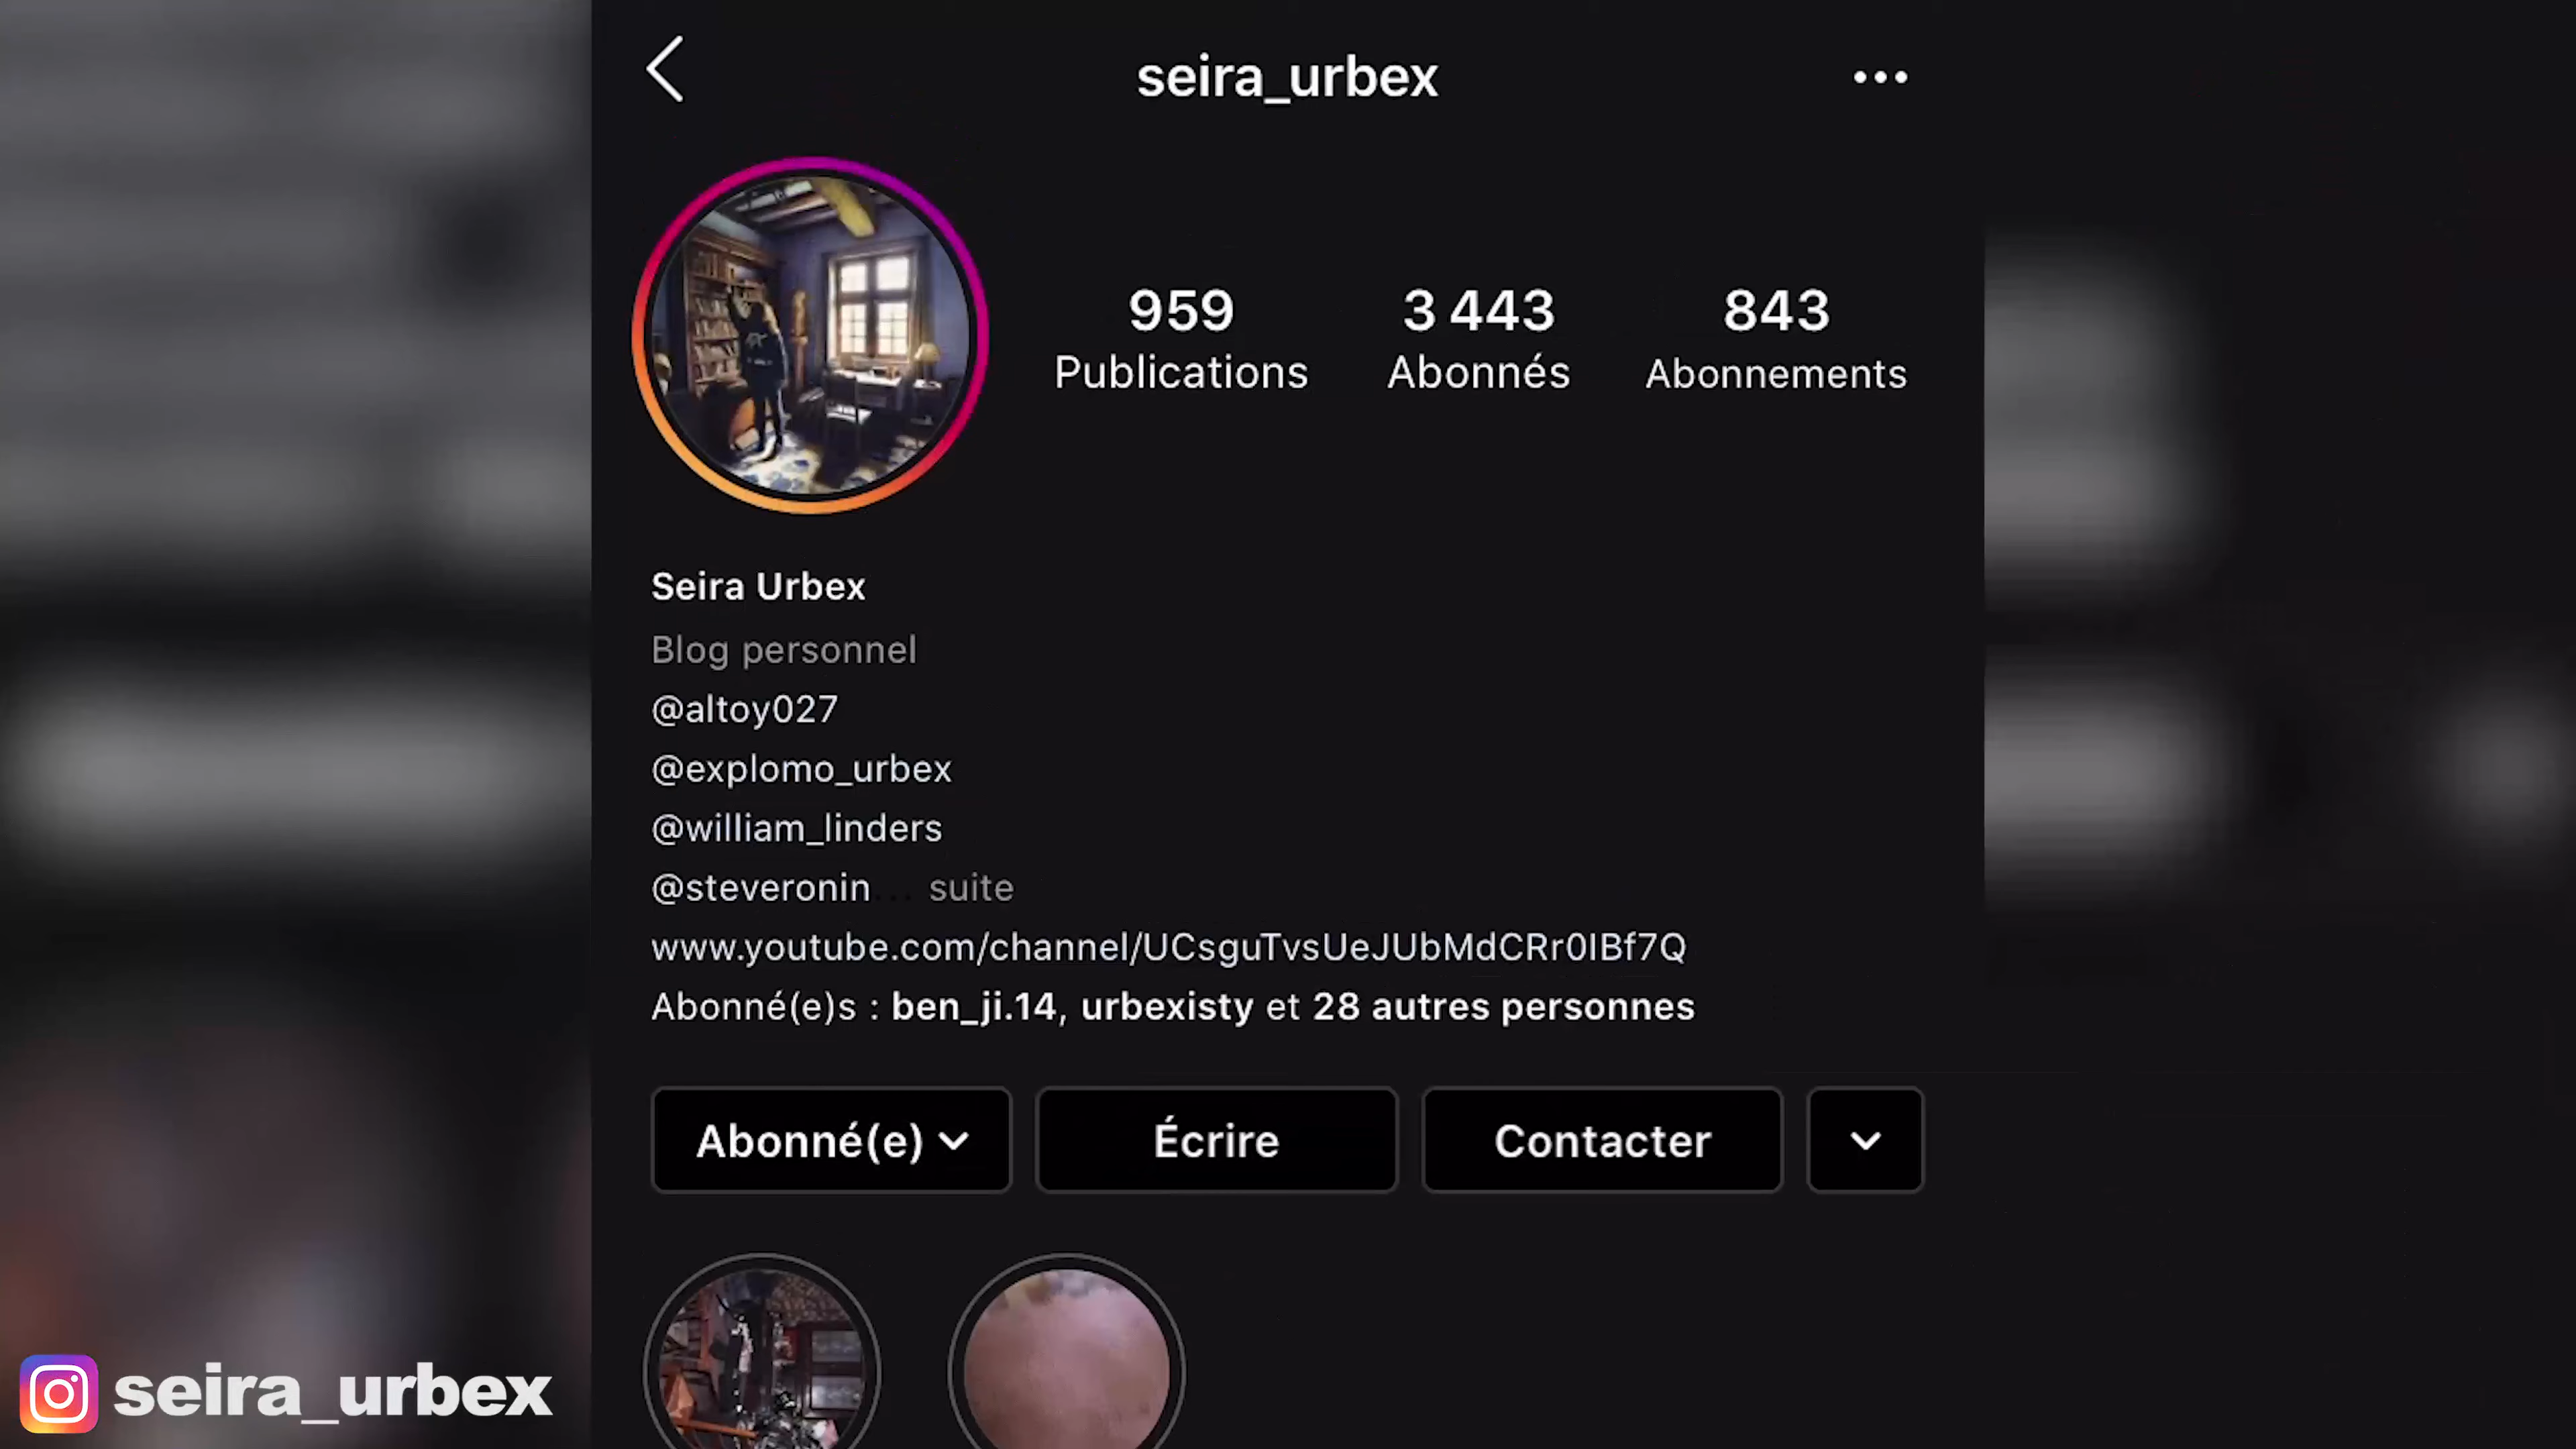 seira_urbex
959
Publications
3 443
Abonnés
843
Abonnements
Seira Urbex
Blog personnel
@altoy027
@explomo_urbex
@william_linders
@steveronin... suite
www.youtube.com/channel/UCsguTvsUeJUbMdCRr0IBf7Q
Abonné(e)s : ben_ji.14, urbexisty et 28 autres personnes
Abonné(e)
Écrire
Contacter
seira_urbex